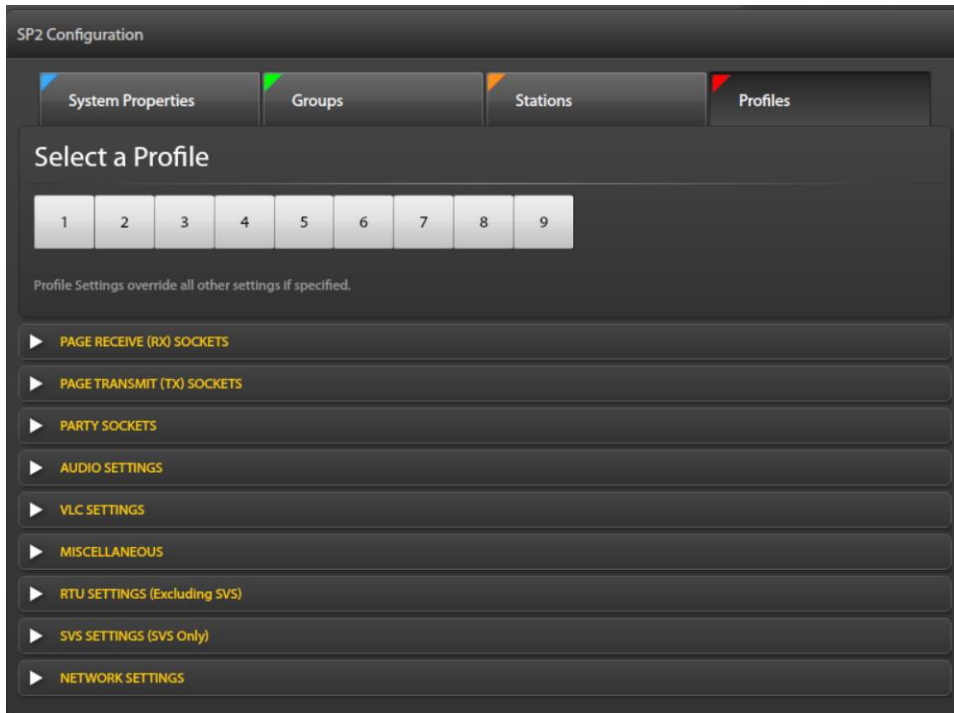 SP2 Configuration
System Properties Groups Stations Profiles
Select a Profile
1 2 3 4 5 6 7 8 9
Profile Settings override all other settings if specified.
PAGE RECEIVE (RX) SOCKETS
PAGE TRANSMIT (TX) SOCKETS
PARTY SOCKETS
AUDIO SETTINGS
VLC SETTINGS
MISCELLANEOUS
RTU SETTINGS (Excluding SVS)
SVS SETTINGS (SVS Only)
NETWORK SETTINGS